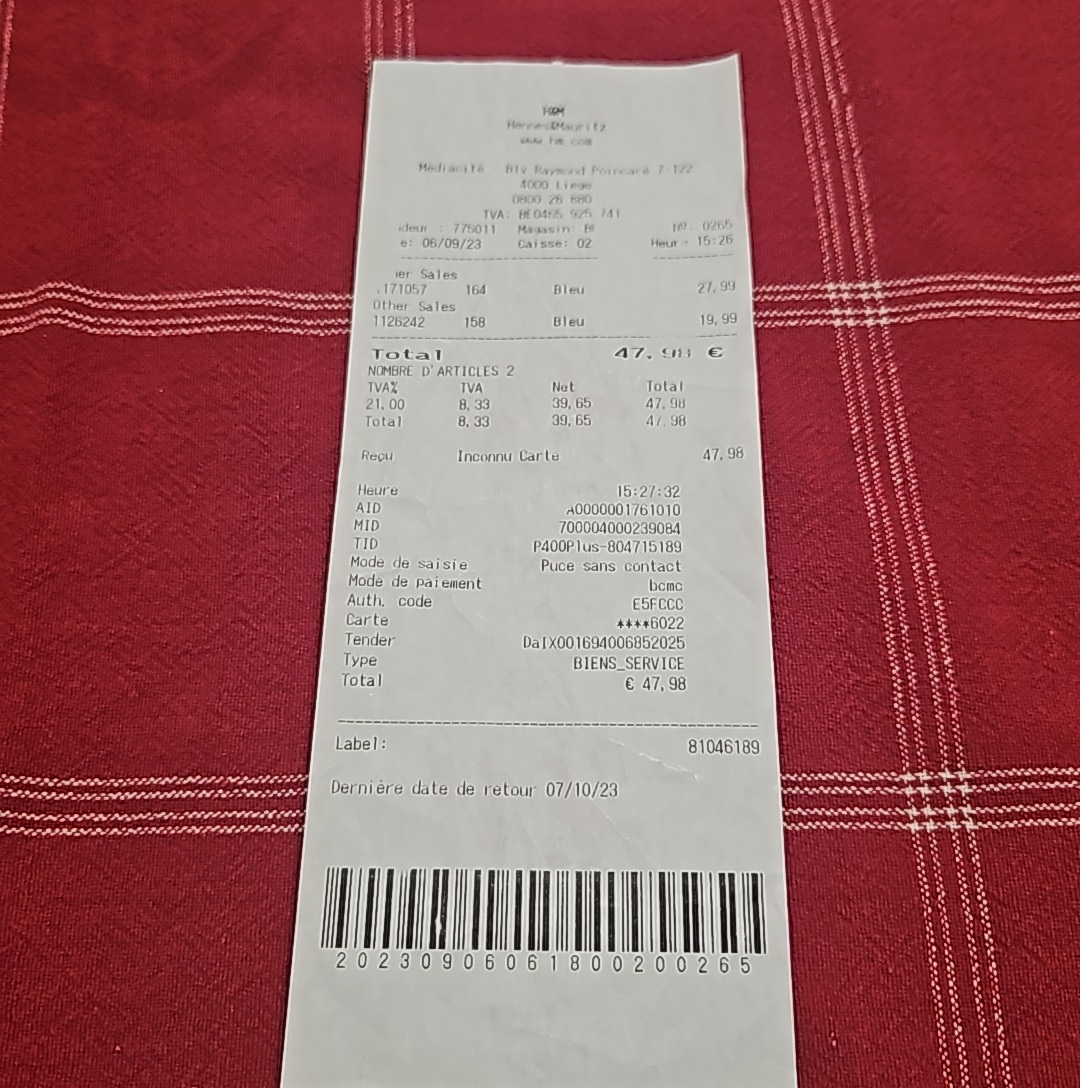 H&M
Hennes&Mauritz
www.hm.com
Médiacité - Blv Raymond Poincaré 7-122
4000 Liege
0800 26 880
TVA: BE0465 925 741
deur : 775011 Magasin: Nº: 0265
e: 06/09/23 Caisse: 02 Heur : 15:26
er Sales
171057 164 Bleu 27,99
Other Sales
1126242 158 Bleu 19,99
Total 47,98 €
NOMBRE D'ARTICLES 2
TVA% TVA Net Total
21.00 8,33 39,65 47,98
Total 8,33 39,65 47,98
Reçu Inconnu Carte 47,98
Heure 15:27:32
AID A0000001761010
MID 700004000239084
TID P400Plus-804715189
Mode de saisie Puce sans contact
Mode de paiement bcmc
Auth. code E5FCCC
Carte ****6022
Tender DaIX001694006852025
Type BIENS_SERVICE
Total € 47,98
Label: 81046189
Dernière date de retour 07/10/23
2023090606180020​0265